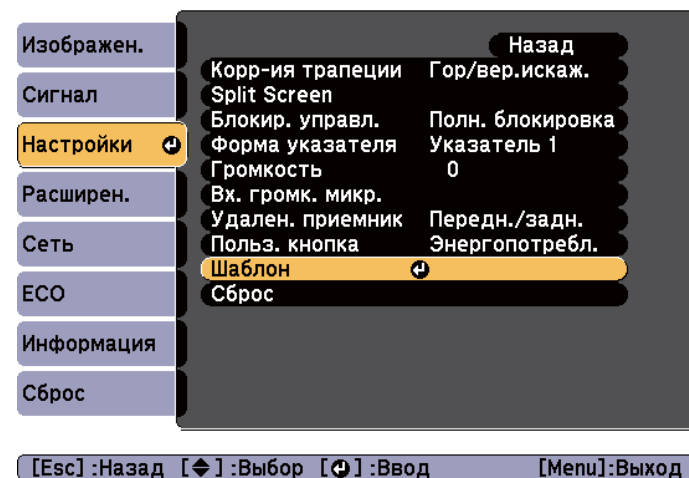 Изображен.
Сигнал
Настройки
Расширен.
Сеть
ECO
Информация
Сброс
Назад
Корр-ия трапеции Гор/вер.искаж.
Split Screen
Блокир. управл. Полн. блокировка
Форма указателя Указатель 1
Громкость 0
Вх. громк. микр.
Удален. приемник Передн./задн.
Польз. кнопка Энергопотребл.
Шаблон
Сброс
[Esc] :Назад [ ] :Выбор [ ] :Ввод [Menu]:Выход